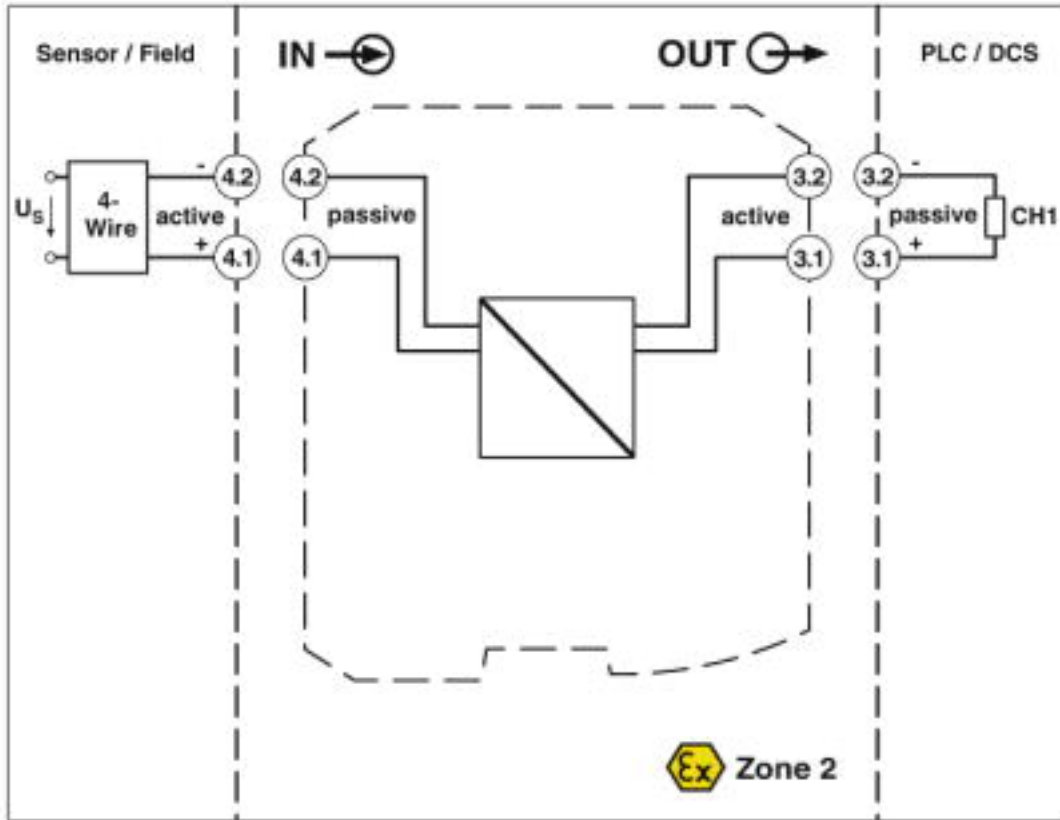 Sensor / Field
IN
OUT
PLC / DCS
4-
Wire
US
active
-
+
4.2
4.1
4.2
4.1
passive
active
3.2
3.1
3.2
3.1
-
+
passive
CH1
Ex
Zone 2